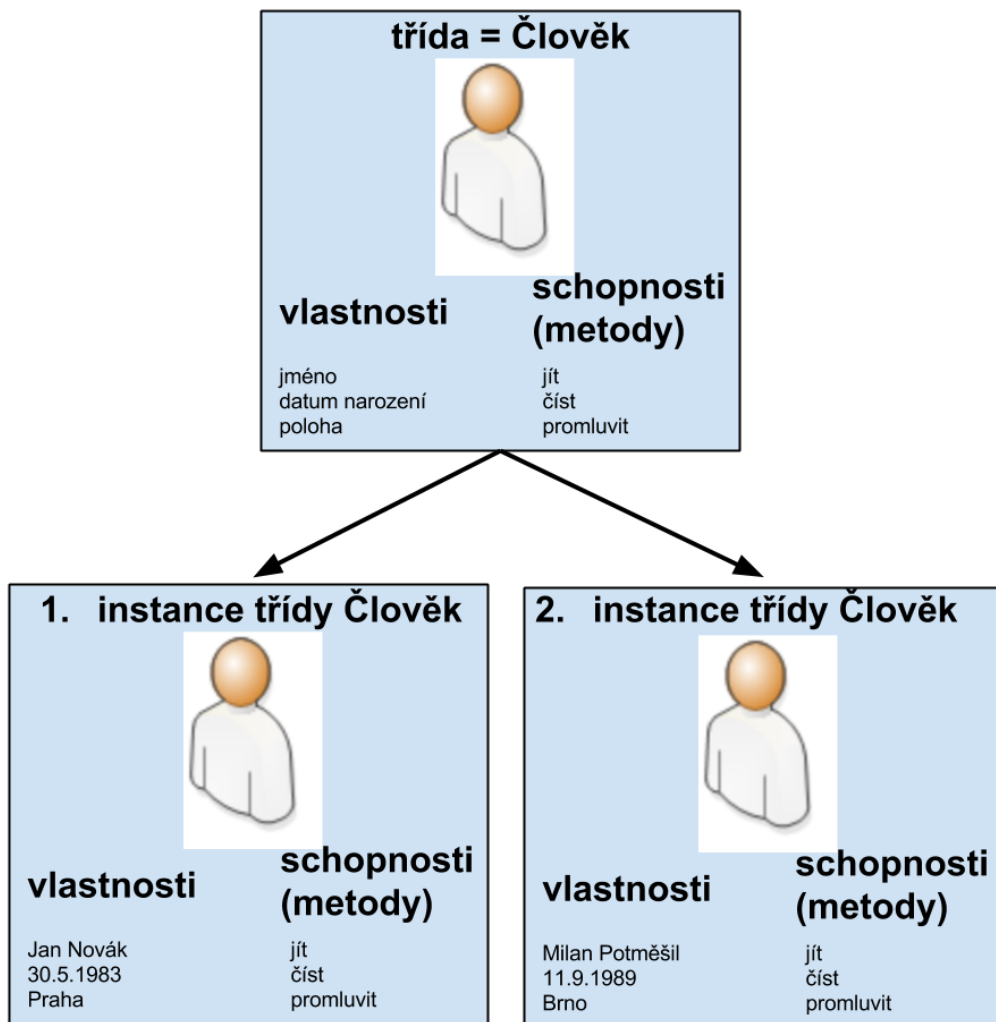 třída = Člověk
vlastnosti
schopnosti
(metody)
jméno
datum narození
poloha
jít
číst
promluvit
1. instance třídy Člověk
vlastnosti
schopnosti
(metody)
Jan Novák
30.5.1983
Praha
jít
číst
promluvit
2. instance třídy Člověk
vlastnosti
schopnosti
(metody)
Milan Potměšil
11.9.1989
Brno
jít
číst
promluvit